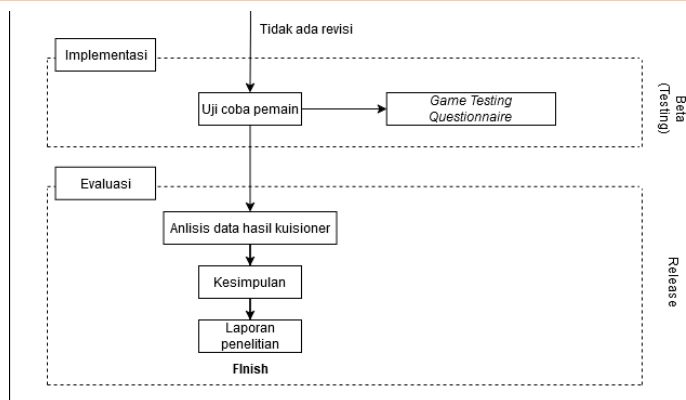 Tidak ada revisi
Implementasi
Uji coba pemain
Game Testing
Questionnaire
Beta
(Testing)
Evaluasi
Anlisis data hasil kuisioner
Kesimpulan
Laporan
penelitian
FInish
Release